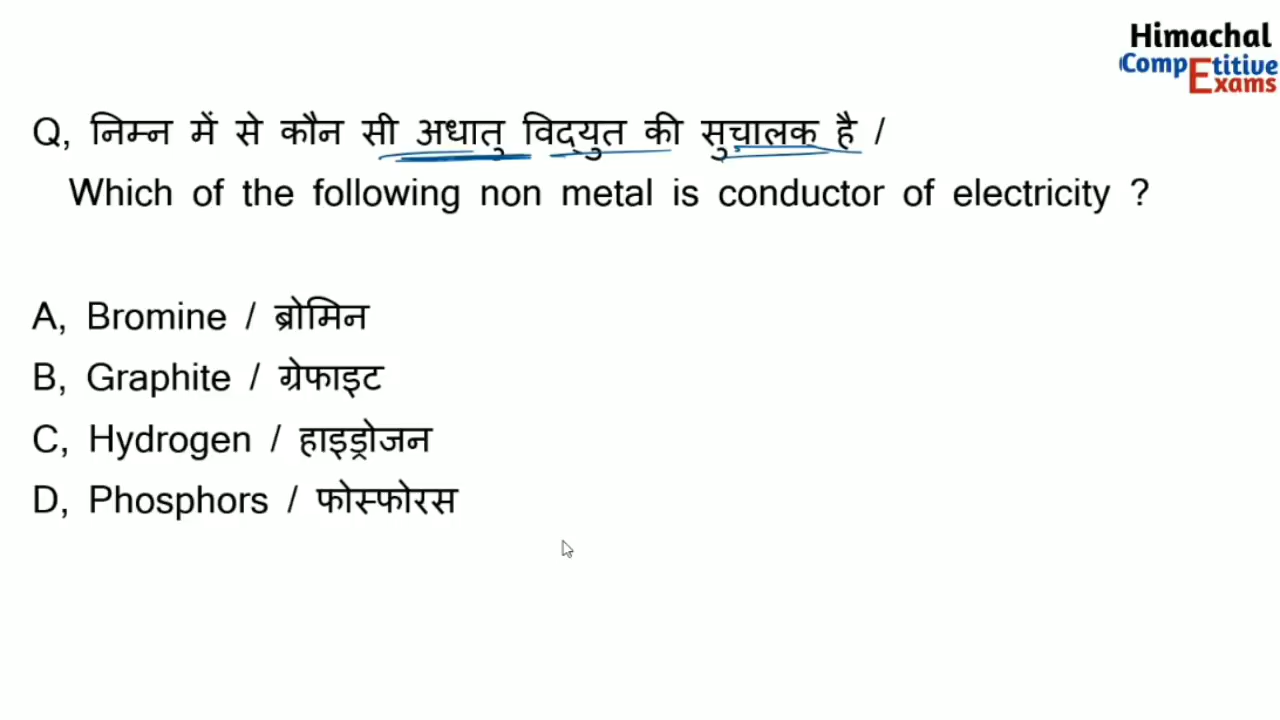 Himachal
CompEtitive
Exams
Q, निम्न में से कौन सी अधातु विद्युत की सुचालक है /
Which of the following non metal is conductor of electricity ?
A, Bromine / ब्रोमिन
B, Graphite / ग्रेफाइट
C, Hydrogen / हाइड्रोजन
D, Phosphors / फोस्फोरस